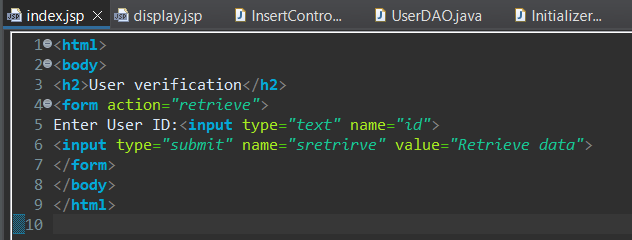 index.jsp display.jsp InsertContro... UserDAO.java Initializer...
1 <html>
2 <body>
3 <h2>User verification</h2>
4 <form action="retrieve">
5 Enter User ID:<input type="text" name="id">
6 <input type="submit" name="sretrirve" value="Retrieve data">
7 </form>
8 </body>
9 </html>
10